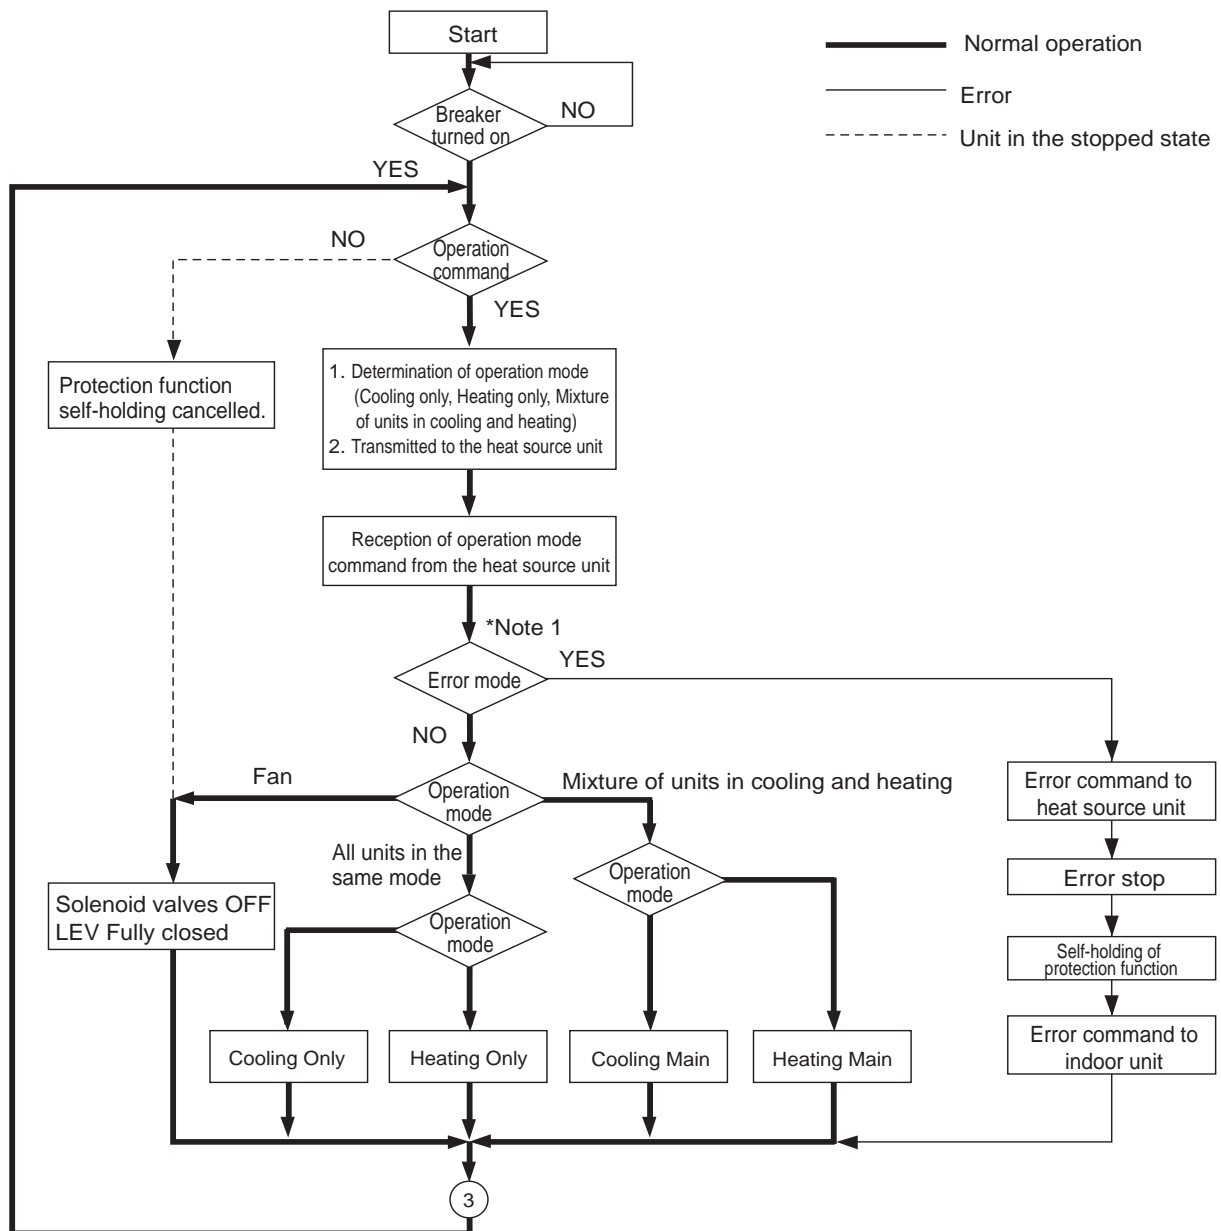 Start
Normal operation
Error
Unit in the stopped state
Breaker
turned on
NO
YES
NO
Operation
command
YES
1. Determination of operation mode
(Cooling only, Heating only, Mixture
of units in cooling and heating)
2. Transmitted to the heat source unit
Protection function
self-holding cancelled.
Reception of operation mode
command from the heat source unit
*Note 1
Error mode
YES
NO
Fan
Operation
mode
Mixture of units in cooling and heating
Error command to
heat source unit
All units in the
same mode
Operation
mode
Error stop
Solenoid valves OFF
LEV Fully closed
Operation
mode
Self-holding of
protection function
Cooling Only
Heating Only
Cooling Main
Heating Main
Error command to
indoor unit
3